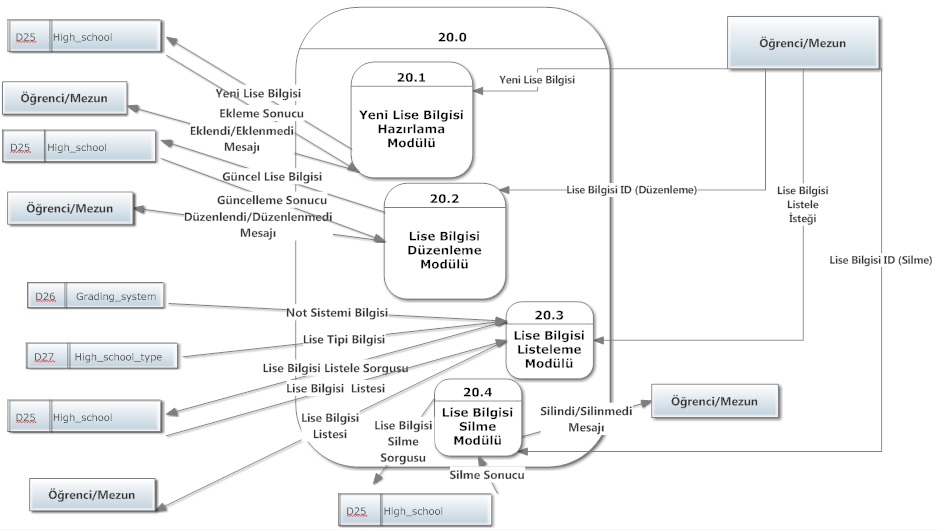 D25 High_school
20.0
Öğrenci/Mezun
20.1
Yeni Lise Bilgisi
Hazırlama
Modülü
Yeni Lise Bilgisi
Öğrenci/Mezun
Yeni Lise Bilgisi
Ekleme Sonucu
Eklendi/Eklenmedi
Mesajı
D25 High_school
Güncel Lise Bilgisi
20.2
Lise Bilgisi
Düzenleme
Modülü
Lise Bilgisi ID (Düzenleme)
Lise Bilgisi
Listele
İsteği
Öğrenci/Mezun
Güncelleme Sonucu
Düzenlendi/Düzenlenmedi
Mesajı
Lise Bilgisi ID (Silme)
D26 Grading_system
Not Sistemi Bilgisi
20.3
Lise Bilgisi
Listeleme
Modülü
D27 High_school_type
Lise Tipi Bilgisi
Lise Bilgisi Listele Sorgusu
Lise Bilgisi Listesi
D25 High_school
Lise Bilgisi
Listesi
20.4
Lise Bilgisi
Silme
Modülü
Lise Bilgisi
Silme
Sorgusu
Silindi/Silinmedi
Mesajı
Öğrenci/Mezun
Silme Sonucu
Öğrenci/Mezun
D25 High_school